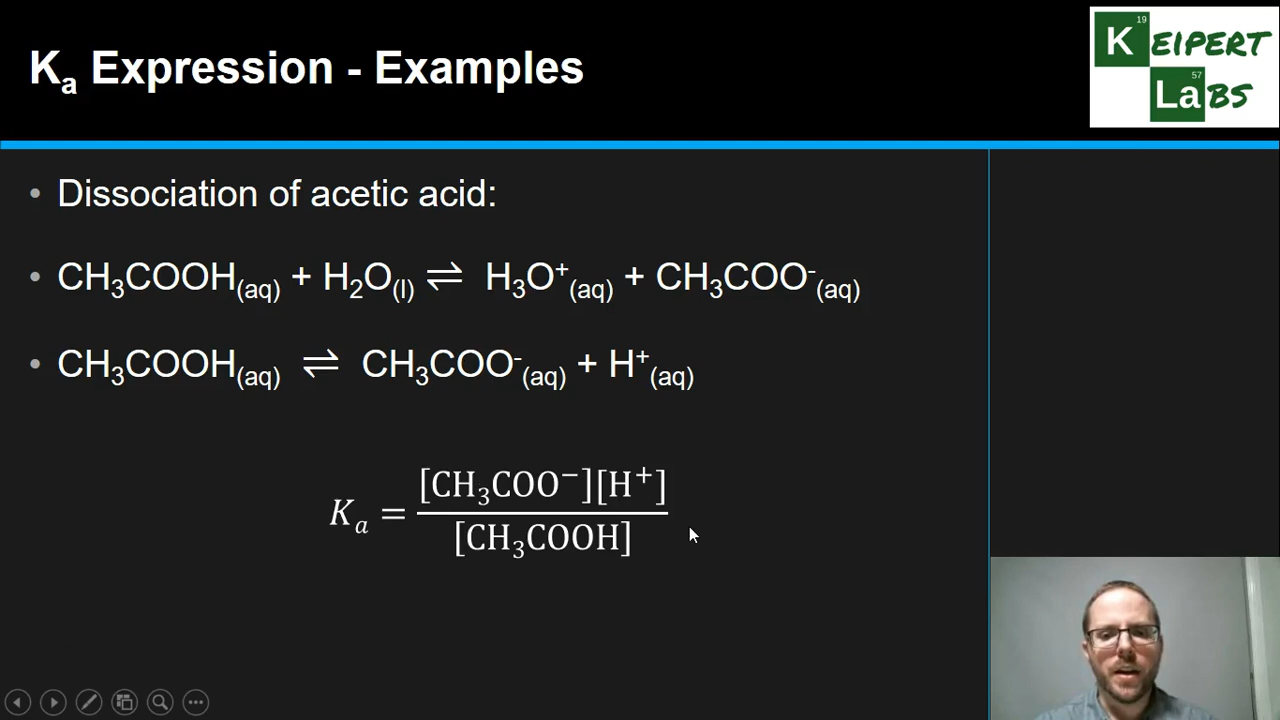 Kₐ Expression - Examples
19
KEIPERT
57
LaBS
• Dissociation of acetic acid:
• CH₃COOH(aq) + H₂O(l) ⇌ H₃O⁺(aq) + CH₃COO⁻(aq)
• CH₃COOH(aq) ⇌ CH₃COO⁻(aq) + H⁺(aq)
Kₐ = [CH₃COO⁻][H⁺] / [CH₃COOH]